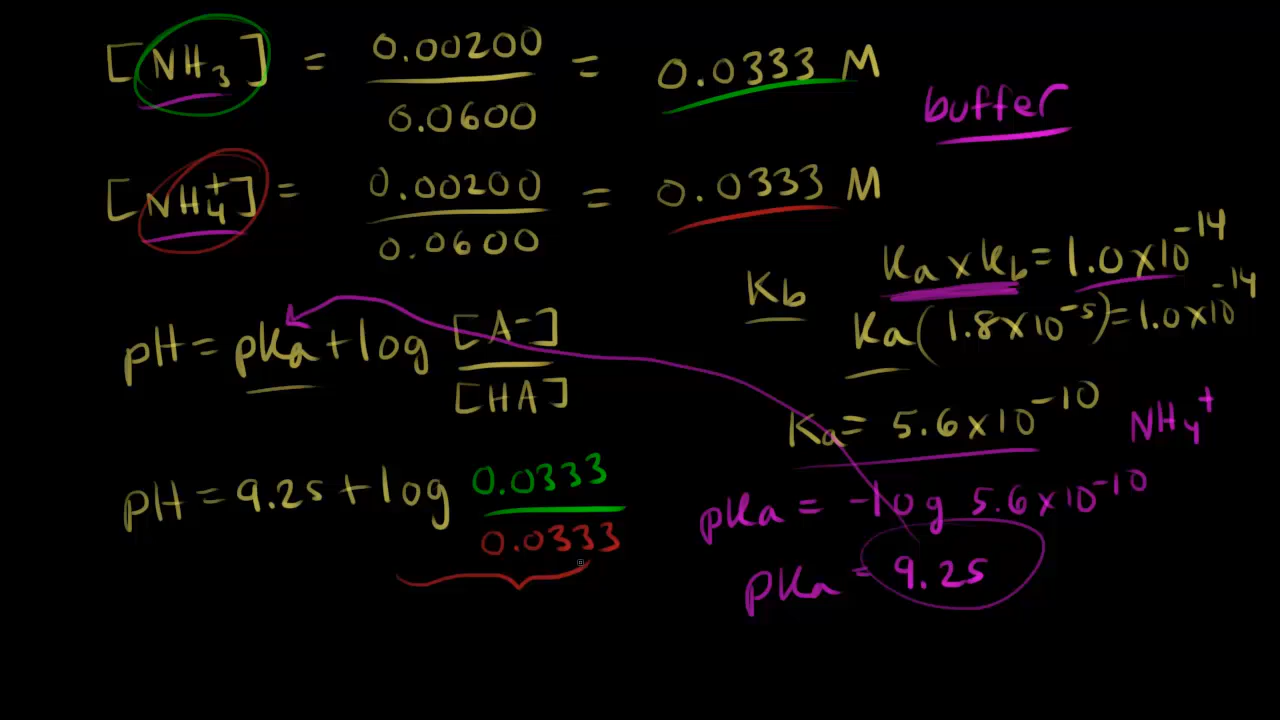 [NH₃] = 0.00200 / 0.0600 = 0.0333 M
buffer
[NH₄⁺] = 0.00200 / 0.0600 = 0.0333 M
Kb
Ka x Kb = 1.0x10⁻¹⁴
Ka (1.8x10⁻⁵) = 1.0x10⁻¹⁴
pH = pKa + log [A⁻] / [HA]
Ka = 5.6x10⁻¹⁰ NH₄⁺
pH = 9.25 + log 0.0333 / 0.0333
pKa = -log 5.6x10⁻¹⁰
pKa = 9.25